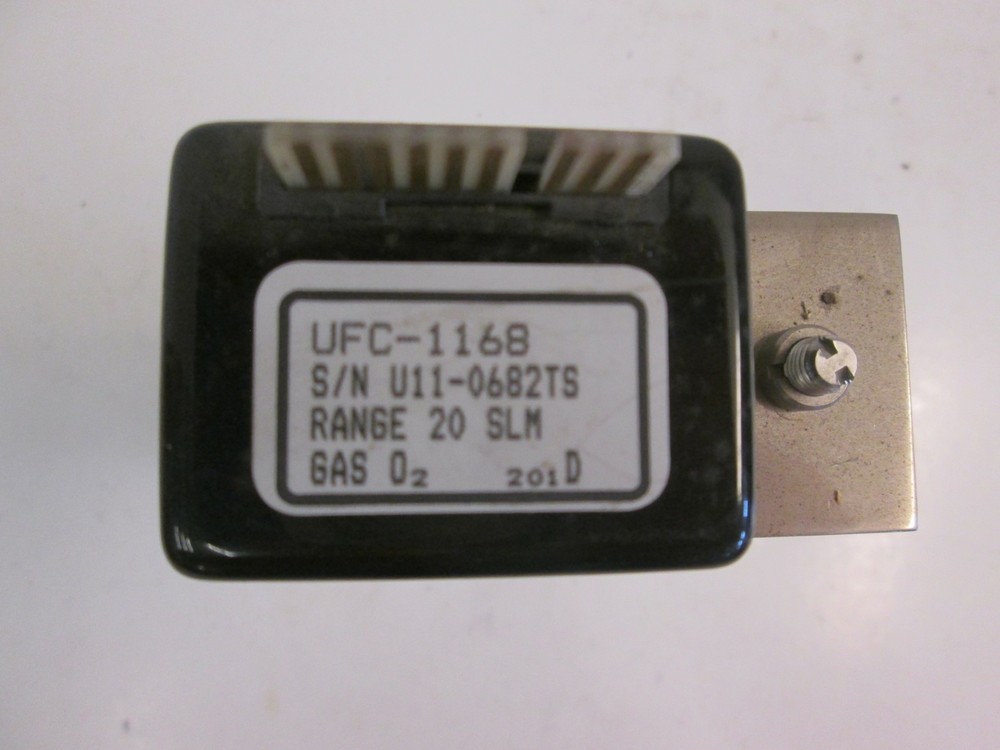 UFC-1168
S/N U11-0682TS
RANGE 20 SLM
GAS O₂ 201D